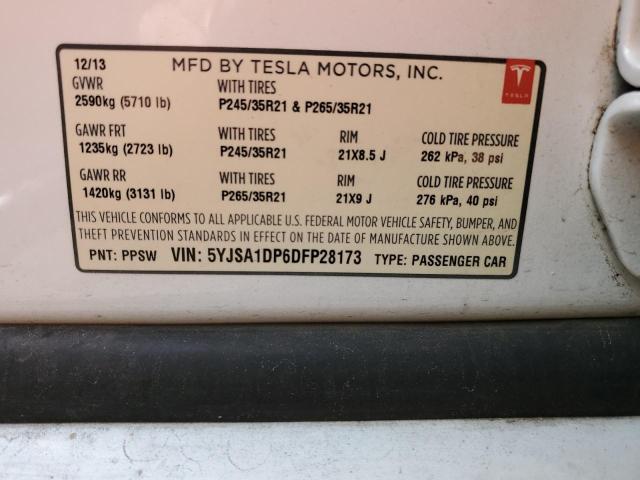 12/13 MFD BY TESLA MOTORS, INC.
TESLA
GVWR WITH TIRES
2590kg (5710 lb) P245/35R21 & P265/35R21
GAWR FRT WITH TIRES RIM COLD TIRE PRESSURE
1235kg (2723 lb) P245/35R21 21X8.5 J 262 kPa, 38 psi
GAWR RR WITH TIRES RIM COLD TIRE PRESSURE
1420kg (3131 lb) P265/35R21 21X9 J 276 kPa, 40 psi
THIS VEHICLE CONFORMS TO ALL APPLICABLE U.S. FEDERAL MOTOR VEHICLE SAFETY, BUMPER, AND
THEFT PREVENTION STANDARDS IN EFFECT ON THE DATE OF MANUFACTURE SHOWN ABOVE.
PNT: PPSW VIN: 5YJSA1DP6DFP28173 TYPE: PASSENGER CAR